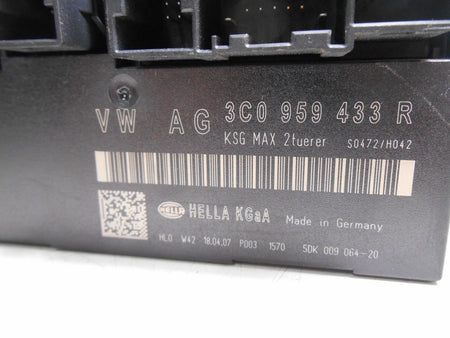 VW AG 3C0 959 433 R
KSG MAX 2tuerer S0472/H042
HELLA HELLA KGaA Made in Germany
HLO W42 18.04.07 P003 1570 5DK 009 064-20